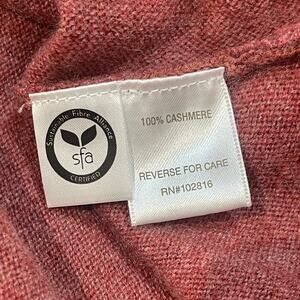 Sustainable Fibre Alliance
sfa
CERTIFIED
100% CASHMERE
REVERSE FOR CARE
RN#102816